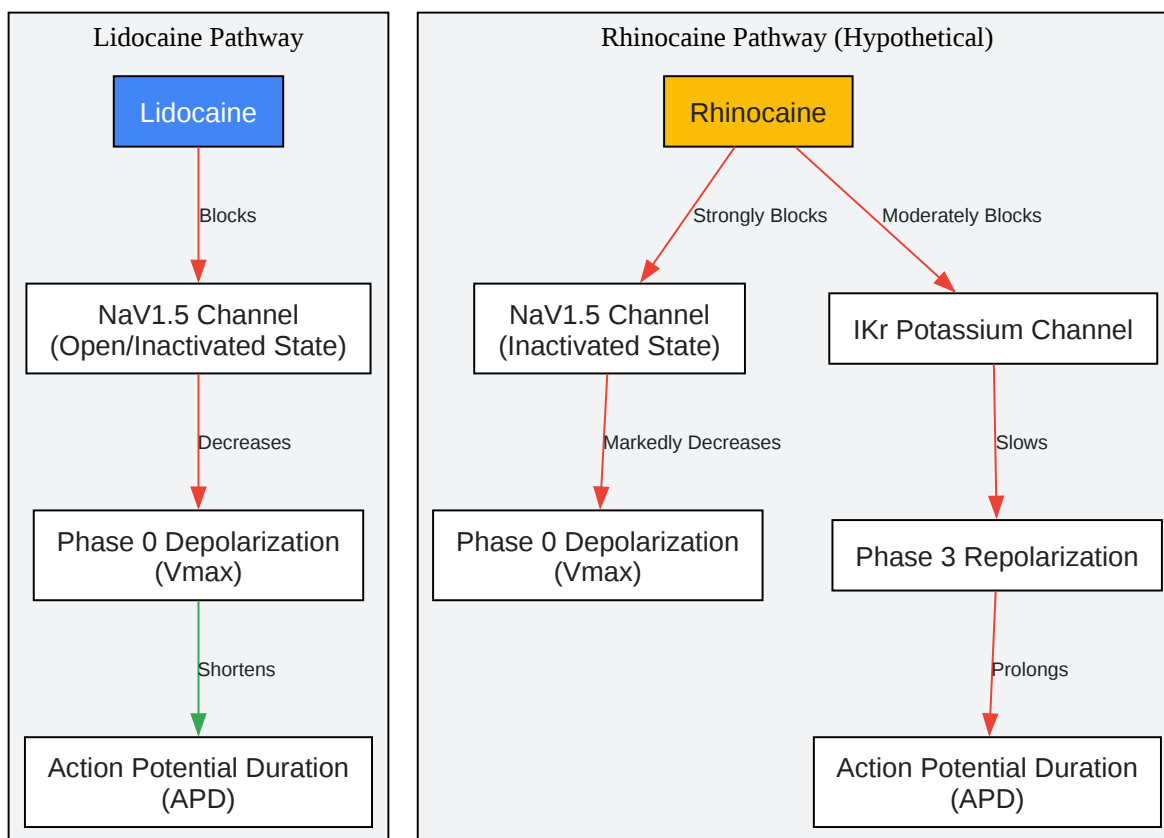 Lidocaine Pathway
Lidocaine
Blocks
NaV1.5 Channel
(Open/Inactivated State)
Decreases
Phase 0 Depolarization
(Vmax)
Shortens
Action Potential Duration
(APD)
Rhinocaine Pathway (Hypothetical)
Rhinocaine
Strongly Blocks
Moderately Blocks
NaV1.5 Channel
(Inactivated State)
IKr Potassium Channel
Markedly Decreases
Slows
Phase 0 Depolarization
(Vmax)
Phase 3 Repolarization
Prolongs
Action Potential Duration
(APD)